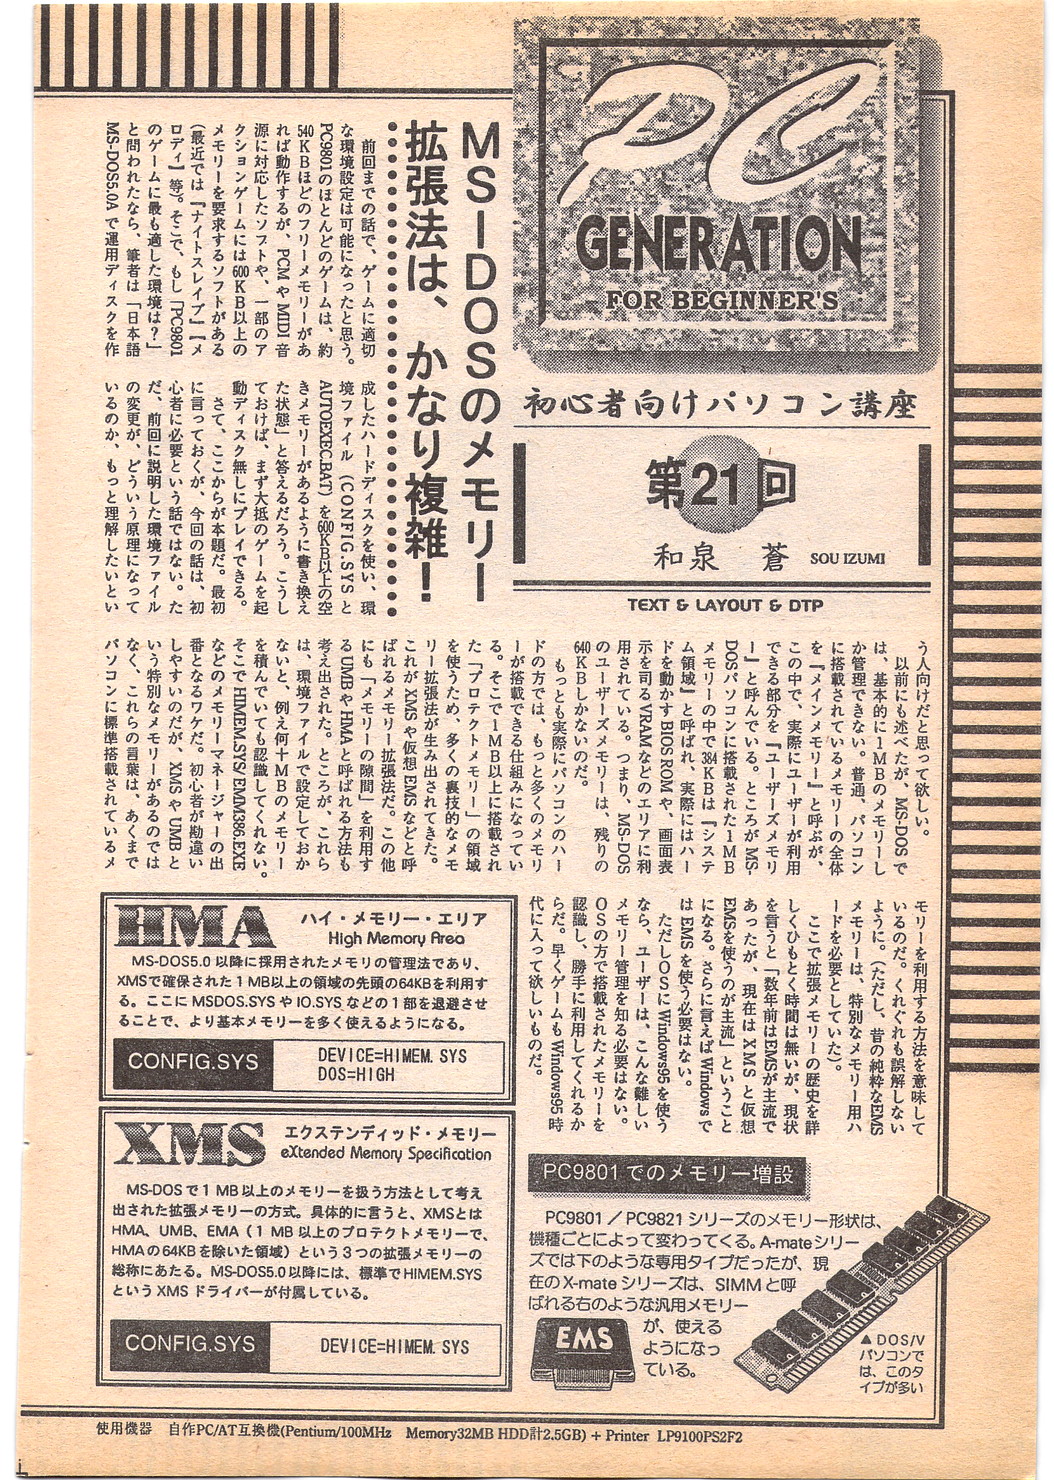 PC
GENERATION
FOR BEGINNER'S
初心者向けパソコン講座
第21回
和泉 蒼 SOU IZUMI
TEXT & LAYOUT & DTP
MS-DOSのメモリー
拡張法は、かなり複雑!
前回までの話で、ゲームに適切
な環境設定は可能になったと思う。
PC9801のほとんどのゲームは、約
540KBほどのフリーメモリーがあ
れば動作するが、PCMやMIDI音
源に対応したソフトや、一部のア
クションゲームには600KB以上の
メモリーを要求するソフトがある
(最近では『ナイトスレイブ』【メ
ロディ】等)。そこで、もし「PC9801
のゲームに最も適した環境は?」
と問われたなら、筆者は「日本語
MS-DOS5.0Aで運用ディスクを作
成したハードディスクを使い、環
境ファイル(CONFIG.SYSと
AUTOEXEC.BAT)を600KB以上の空
きメモリーがあるように書き換え
た状態」と答えるだろう。こうし
ておけば、まず大抵のゲームを起
動ディスク無しにプレイできる。
さて、ここからが本題だ。最初
に言っておくが、今回の話は、初
心者に必要という話ではない。た
だ、前回に説明した環境ファイル
の変更が、どういう原理になって
いるのか、もっと理解したいとい
う人向けだと思って欲しい。
以前にも述べたが、MS-DOSで
は、基本的に1MBのメモリーし
か管理できない。普通、パソコン
に搭載されているメモリーの全体
を『メインメモリー』と呼ぶが、
この中で、実際にユーザーが利用
できる部分を『ユーザーズメモリ
ー』と呼んでいる。ところがMS-
DOSパソコンに搭載された1MB
メモリーの中で384KBは『システ
ム領域』と呼ばれ、実際にはハー
ドを動かすBIOS ROMや、画面表
示を司るVRAMなどのエリアに利
用されている。つまり、MS-DOS
のユーザーズメモリーは、残りの
640KBしかないのだ。
もっとも実際にパソコンのハー
ドの方では、もっと多くのメモリ
ーが搭載できる仕組みになってい
る。そこで1MB以上に搭載され
た「プロテクトメモリー」の領域
を使うため、多くの裏技的なメモ
リー拡張法が生み出されてきた。
これがXMSや仮想EMSなどと呼
ばれるメモリー拡張法だ。この他
にも「メモリーの隙間」を利用す
るUMBやHMAと呼ばれる方法も
考え出された。ところが、これら
は、環境ファイルで設定しておか
ないと、例え何十MBのメモリー
を積んでいても認識してくれない。
そこでHIMEM.SYS/EMM386.EXE
などのメモリーマネージャーの出
番となるワケだ。初心者が勘違い
しやすいのだが、XMSやUMBと
いう特別なメモリーがあるのでは
なく、これらの言葉は、あくまで
パソコンに標準搭載されているメ
モリーを利用する方法を意味して
いるのだ。くれぐれも誤解しない
ように。(ただし、昔の純粋なEMS
メモリーは、特別なメモリー用ハ
ードを必要としていた)。
ここで拡張メモリーの歴史を詳
しくひもとく時間は無いが、現状
を言うと「数年前はEMSが主流で
あったが、現在はXMSと仮想
EMSを使うのが主流」ということ
になる。さらに言えばWindowsで
はEMSを使う必要はない。
ただしOSにWindows95を使う
なら、ユーザーは、こんな難しい
メモリー管理を知る必要はない。
OSの方で搭載されたメモリーを
認識し、勝手に利用してくれるか
らだ。早くゲームもWindows95時
代に入って欲しいものだ。
HMA ハイ・メモリー・エリア
High Memory Area
MS-DOS5.0以降に採用されたメモリの管理法であり、
XMSで確保された1MB以上の領域の先頭の64KBを利用す
る。ここにMSDOS.SYSやIO.SYSなどの1部を退避させ
ることで、より基本メモリーを多く使えるようになる。
CONFIG.SYS
DEVICE=HIMEM.SYS
DOS=HIGH
XMS エクステンディッド・メモリー
eXtended Memory Specification
MS-DOSで1MB以上のメモリーを扱う方法として考え
出された拡張メモリーの方式。具体的に言うと、XMSとは
HMA、UMB、EMA(1MB以上のプロテクトメモリーで、
HMAの64KBを除いた領域)という3つの拡張メモリーの
総称にあたる。MS-DOS5.0以降には、標準でHIMEM.SYS
というXMSドライバーが付属している。
CONFIG.SYS
DEVICE=HIMEM.SYS
PC9801でのメモリー増設
PC9801/PC9821シリーズのメモリー形状は、
機種ごとによって変わってくる。A-mateシリー
ズでは下のような専用タイプだったが、現
在のX-mateシリーズは、SIMMと呼
ばれる右のような汎用メモリー
が、使える
ようになっ
ている。
EMS
▲DOS/V
パソコンで
は、このタ
イプが多い
使用機器 自作PC/AT互換機(Pentium/100MHz Memory32MB HDD計2.5GB)+Printer LP9100PS2F2